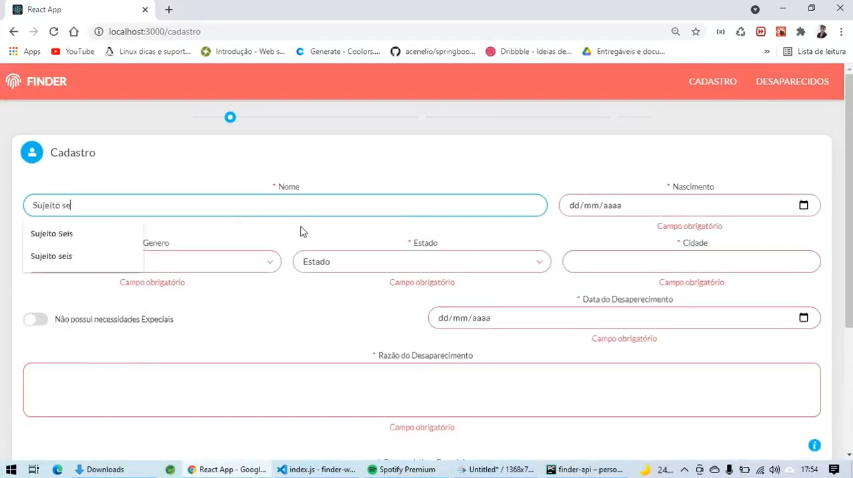 React App
localhost:3000/cadastro
Apps YouTube Linux dicas e suport... Introdução - Web s... Generate - Coolors.... acenelio/springboo... Dribbble - Ideias de... Entregáveis e docu... » Lista de leitura
FINDER CADASTRO DESAPARECIDOS
Cadastro
* Nome * Nascimento
Sujeito se dd/mm/aaaa
Campo obrigatório
Sujeito Seis
Sujeito seis
Genero * Estado * Cidade
Estado
Campo obrigatório Campo obrigatório Campo obrigatório
* Data do Desaperecimento
Não possui necessidades Especiais dd/mm/aaaa
Campo obrigatório
* Razão do Desaparecimento
Campo obrigatório
Downloads React App - Googl... index.js - finder-w... Spotify Premium Untitled* / 1368x7... finder-api – perso... 24... 17:54